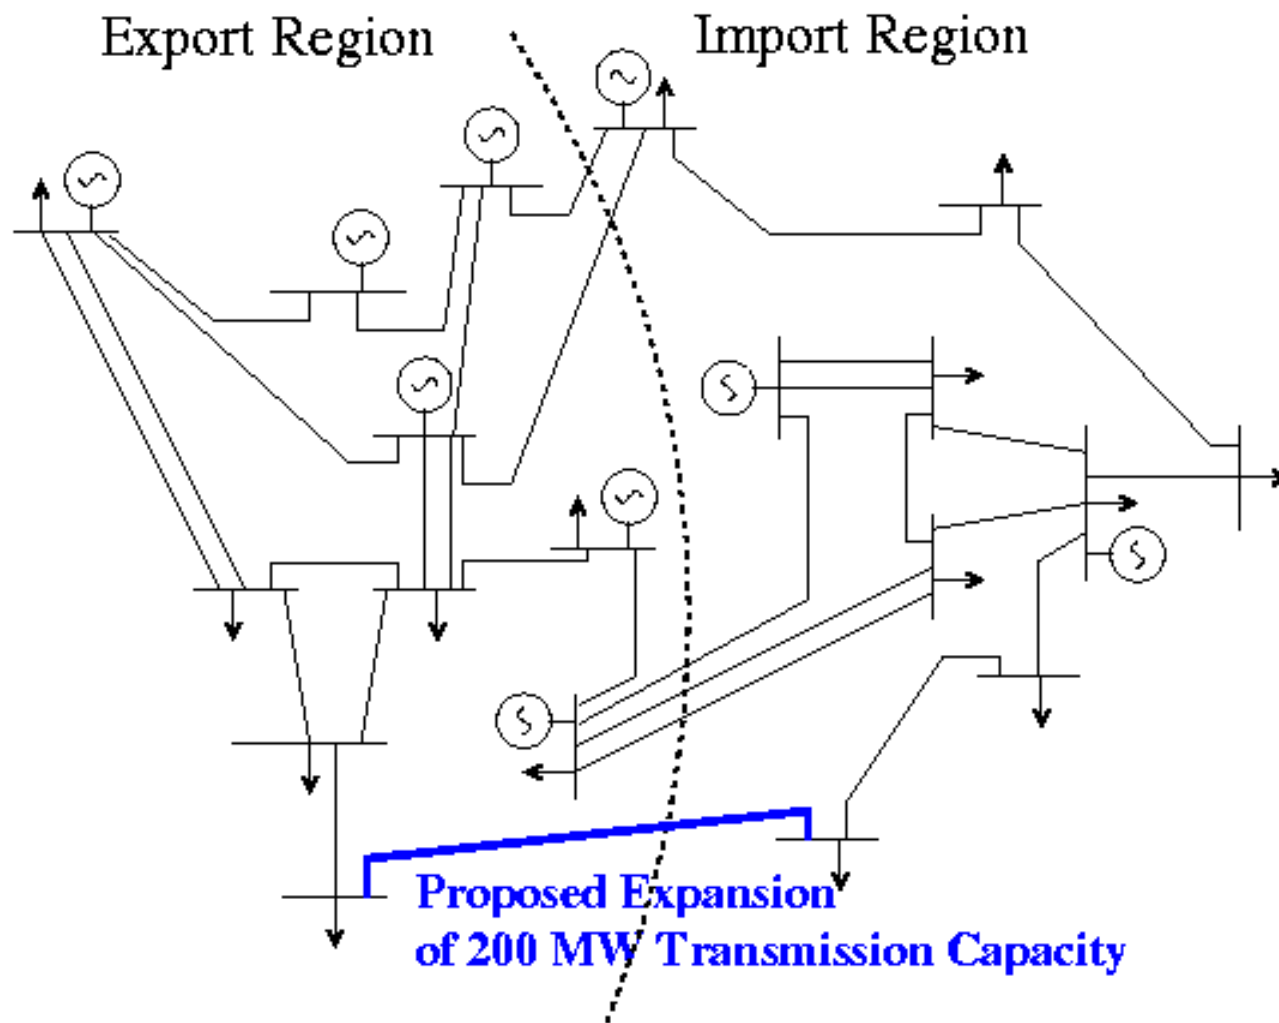 Export Region
Import Region
Proposed Expansion
of 200 MW Transmission Capacity